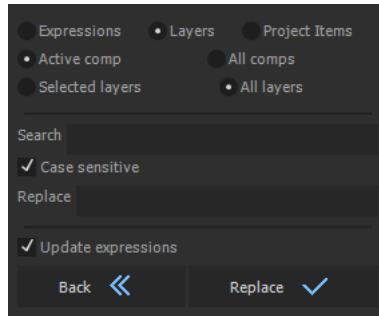 Expressions Layers Project Items
Active comp All comps
Selected layers All layers
Search
Case sensitive
Replace
Update expressions
Back Replace